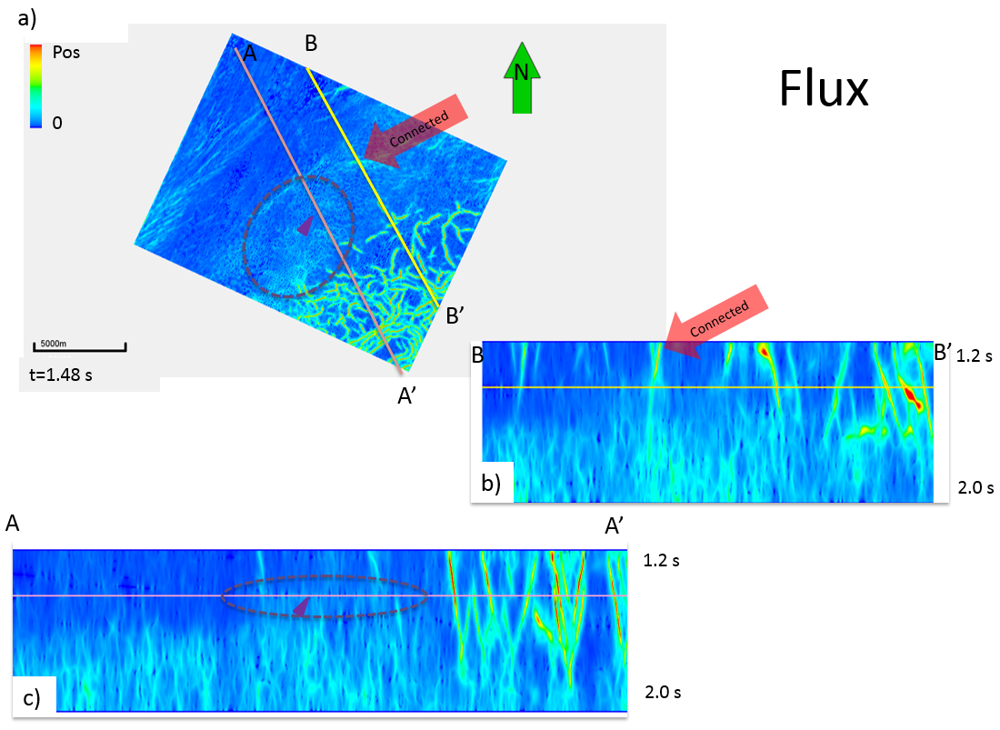 a)
Pos
0
A
B
N
Flux
Connected
B'
5000m
t=1.48 s
A'
Connected
B
B'
1.2 s
b)
2.0 s
A
A'
1.2 s
c)
2.0 s